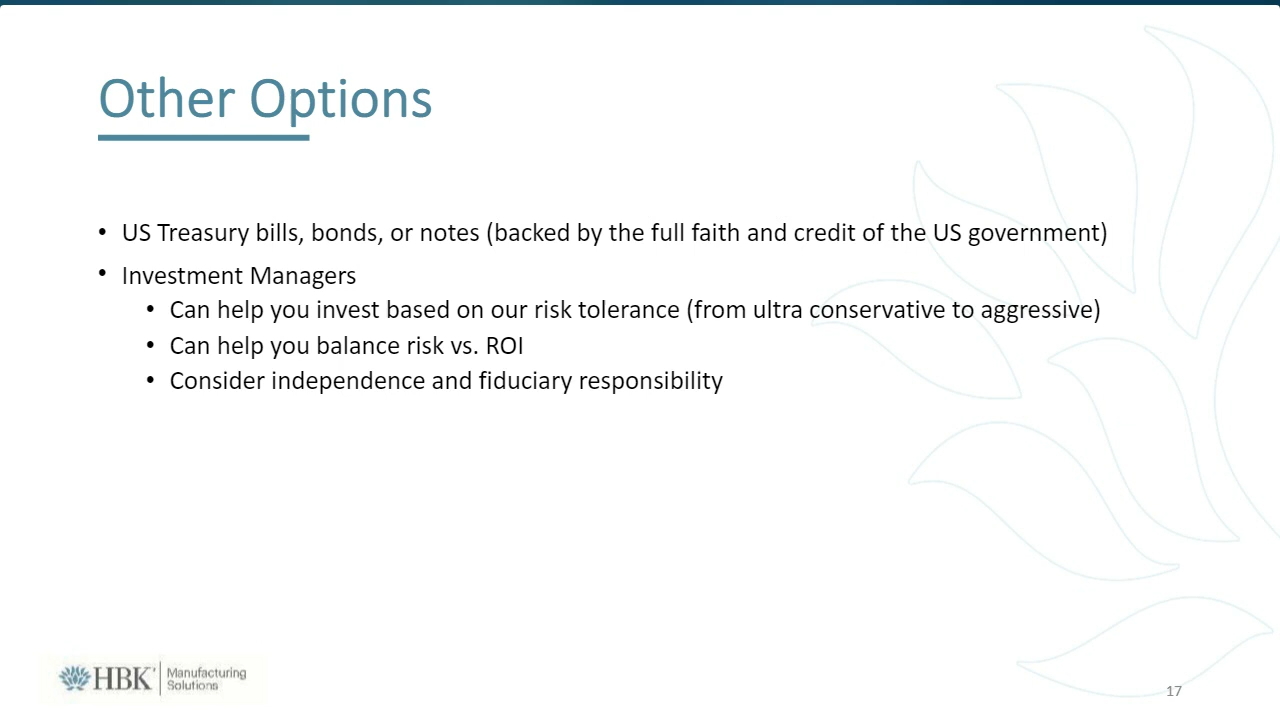 Other Options
• US Treasury bills, bonds, or notes (backed by the full faith and credit of the US government)
• Investment Managers
• Can help you invest based on our risk tolerance (from ultra conservative to aggressive)
• Can help you balance risk vs. ROI
• Consider independence and fiduciary responsibility
HBK Manufacturing Solutions
17